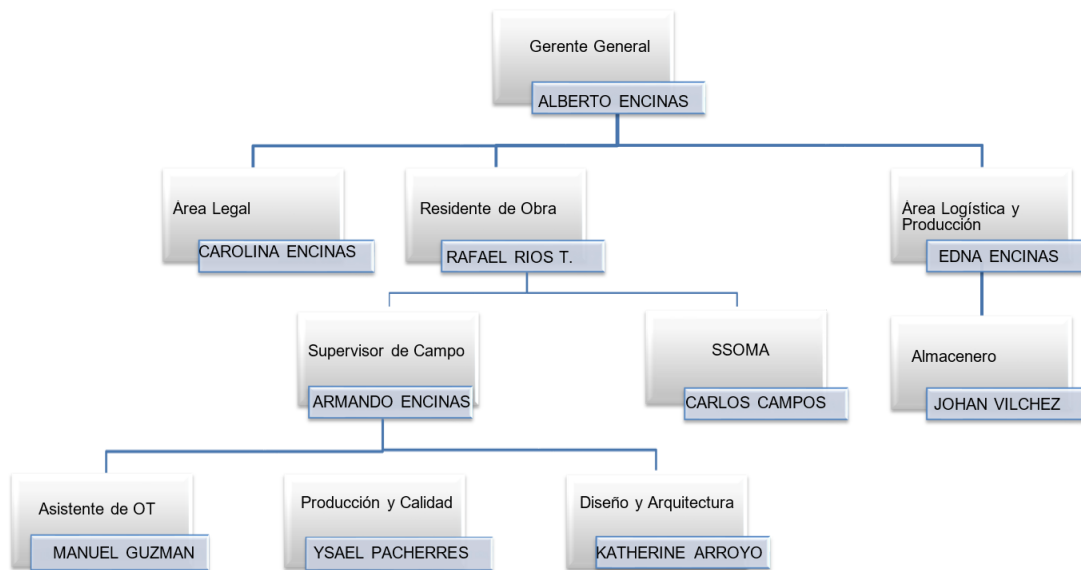 Gerente General
ALBERTO ENCINAS
Área Legal
CAROLINA ENCINAS
Residente de Obra
RAFAEL RIOS T.
Área Logística y
Producción
EDNA ENCINAS
Supervisor de Campo
ARMANDO ENCINAS
SSOMA
CARLOS CAMPOS
Almacenero
JOHAN VILCHEZ
Asistente de OT
MANUEL GUZMAN
Producción y Calidad
YSAEL PACHERRES
Diseño y Arquitectura
KATHERINE ARROYO